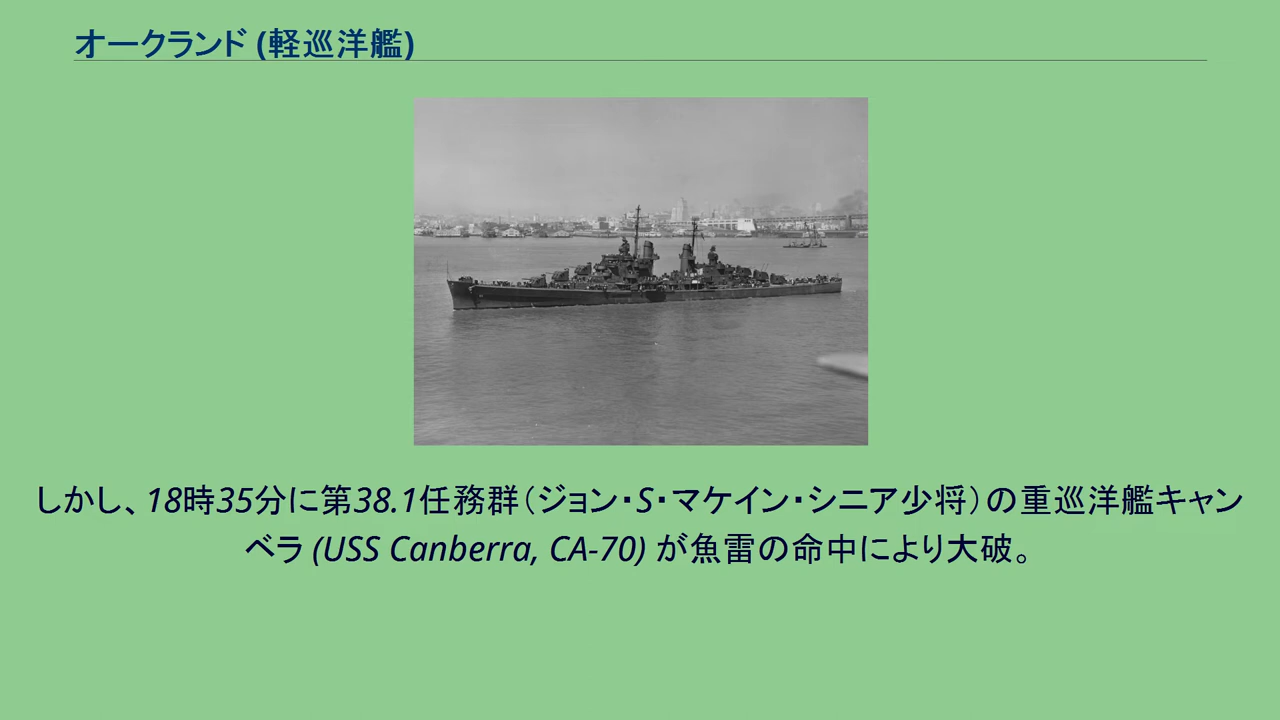 オークランド (軽巡洋艦)
しかし、18時35分に第38.1任務群（ジョン・S・マケイン・シニア少将）の重巡洋艦キャン
ベラ (USS Canberra, CA-70) が魚雷の命中により大破。